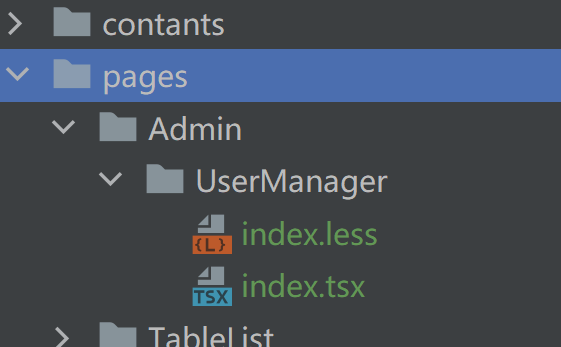 contants
pages
Admin
UserManager
{L} index.less
TSX index.tsx
TableList